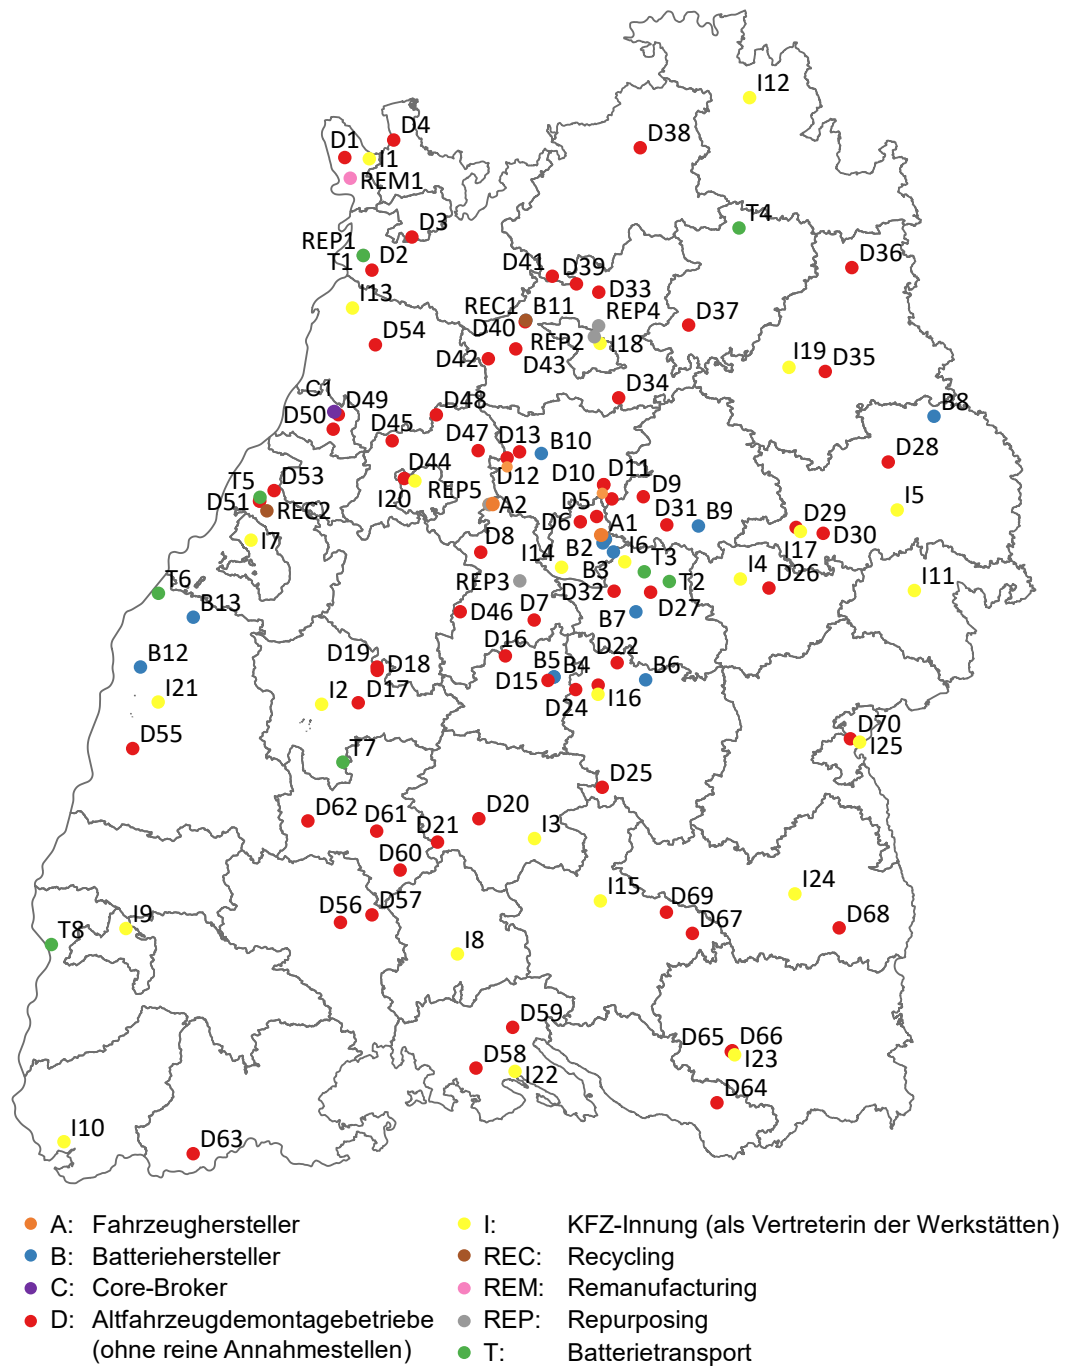 I12
D4
D38
D1
I1
REM1
T4
D3
REP1
D2
T1
D36
D41 D39
D33
I13
REC1 B11
REP4
D37
D40
D54
REP2 I18
D42 D43
I19 D35
D34
C1
D49
D48
B8
D50
D45
D47 D13 B10
D28
D44
D12 D10 D11
D9
T5 D53
I20 REP5
D51
REC2
A2
D5
I5
D6 A1
D31 B9
D29
D30
I7
D8
I14 B2 I6
I17
B3 T3
I4
T6
REP3
T2
D26
I11
D32
D27
B13
D46 D7
B7
D16
D22
B12
D19
D18
B5 B4
B6
D15
I21
I2 D17
D24
I16
D55
D70
T7
I25
D25
D62
D61
D20
D21
I3
D60
I15
I24
D69
D56
D57
D67
D68
T8
I9
I8
D59
D65 D66
D58
I23
I22
D64
I10
D63
A: Fahrzeughersteller
B: Batteriehersteller
C: Core-Broker
D: Altfahrzeugdemontagebetriebe
(ohne reine Annahmestellen)
I: KFZ-Innung (als Vertreterin der Werkstätten)
REC: Recycling
REM: Remanufacturing
REP: Repurposing
T: Batterietransport